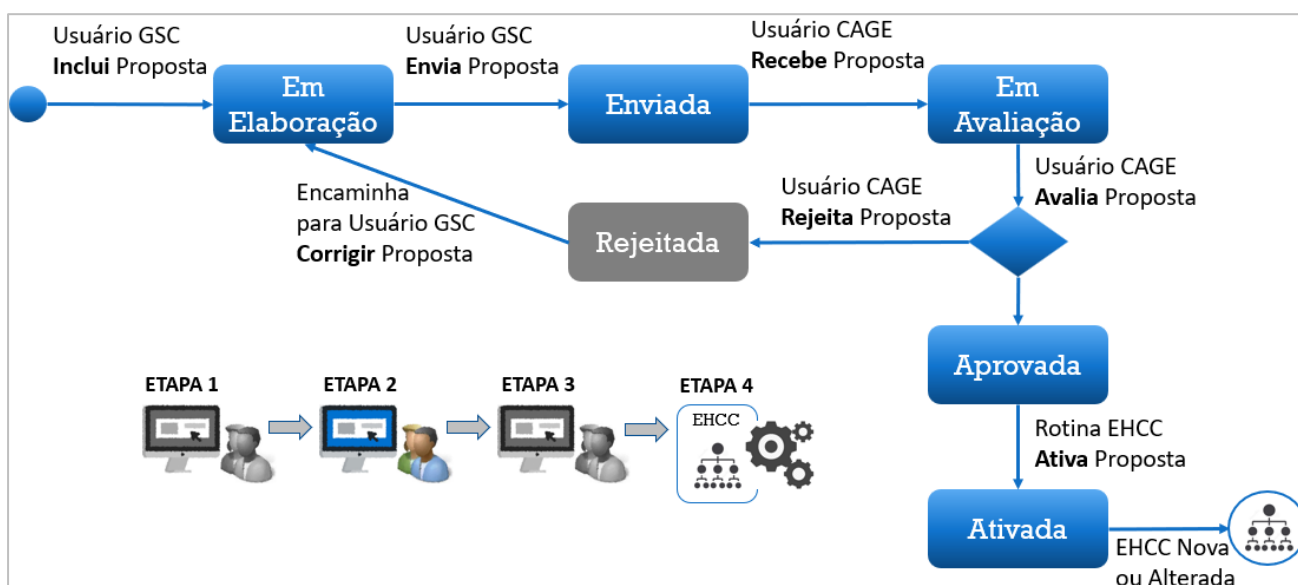 Usuário GSC
Inclui Proposta
Usuário GSC
Envia Proposta
Usuário CAGE
Recebe Proposta
Em
Elaboração
Enviada
Em
Avaliação
Encaminha
para Usuário GSC
Corrigir Proposta
Rejeitada
Usuário CAGE
Rejeita Proposta
Usuário CAGE
Avalia Proposta
Aprovada
ETAPA 1
ETAPA 2
ETAPA 3
ETAPA 4
EHCC
Rotina EHCC
Ativa Proposta
Ativada
EHCC Nova
ou Alterada